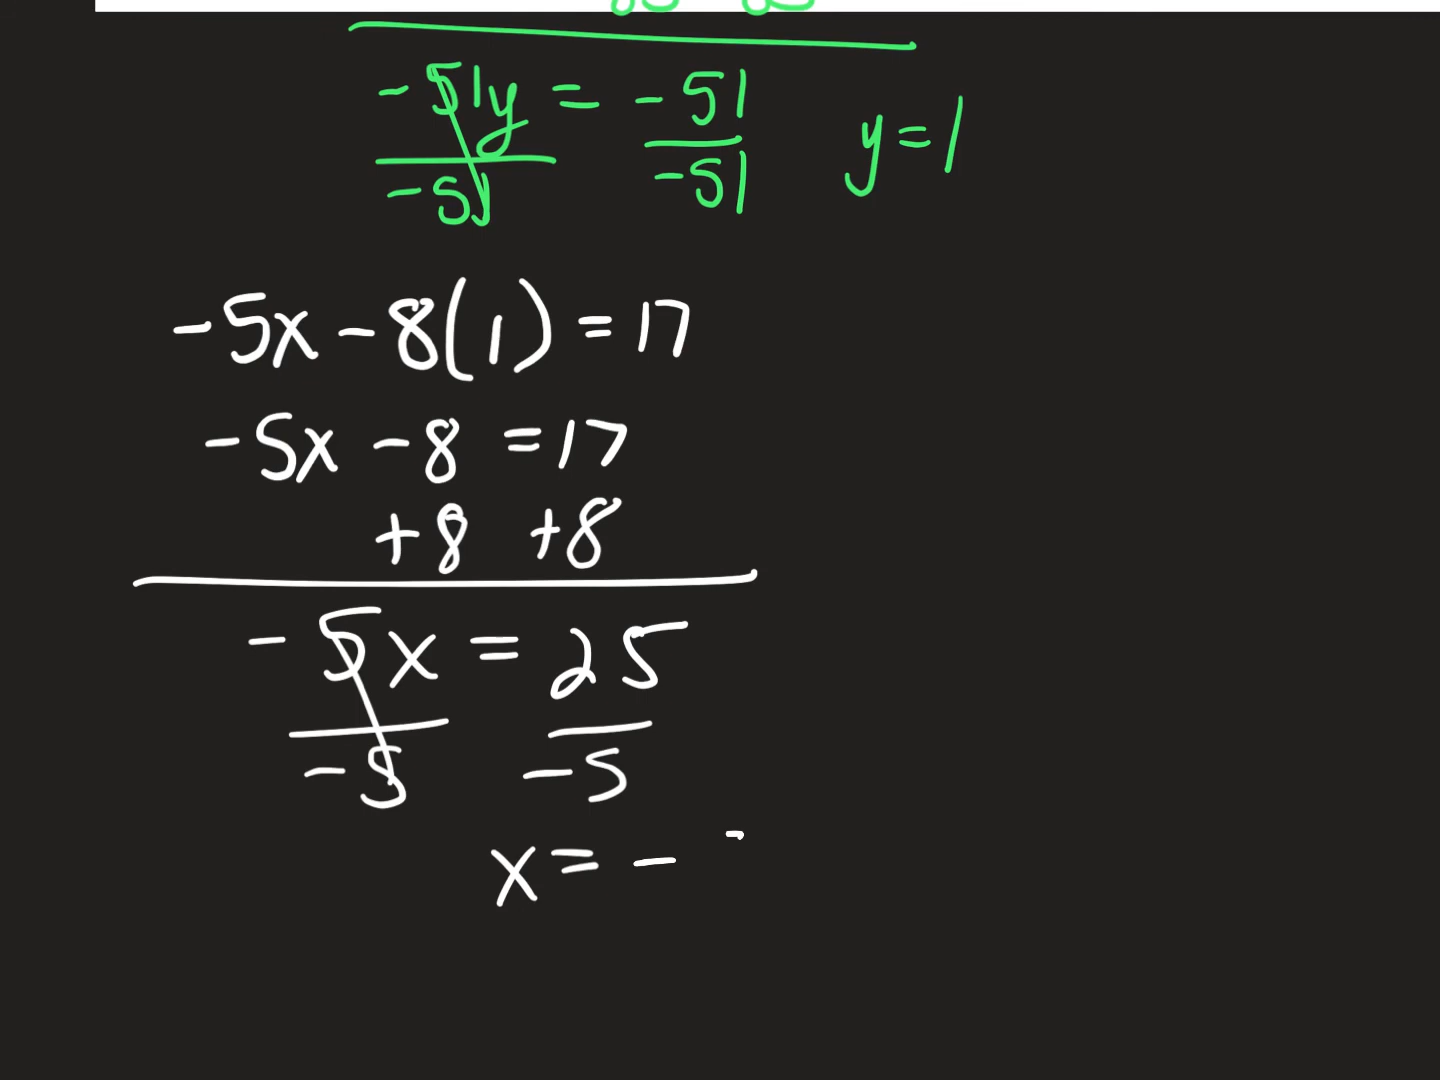 -51y = -51 y=1
-51 -51
-5x -8(1) =17
-5x -8 =17
+8 +8
-5x = 25
-5 -5
x= -